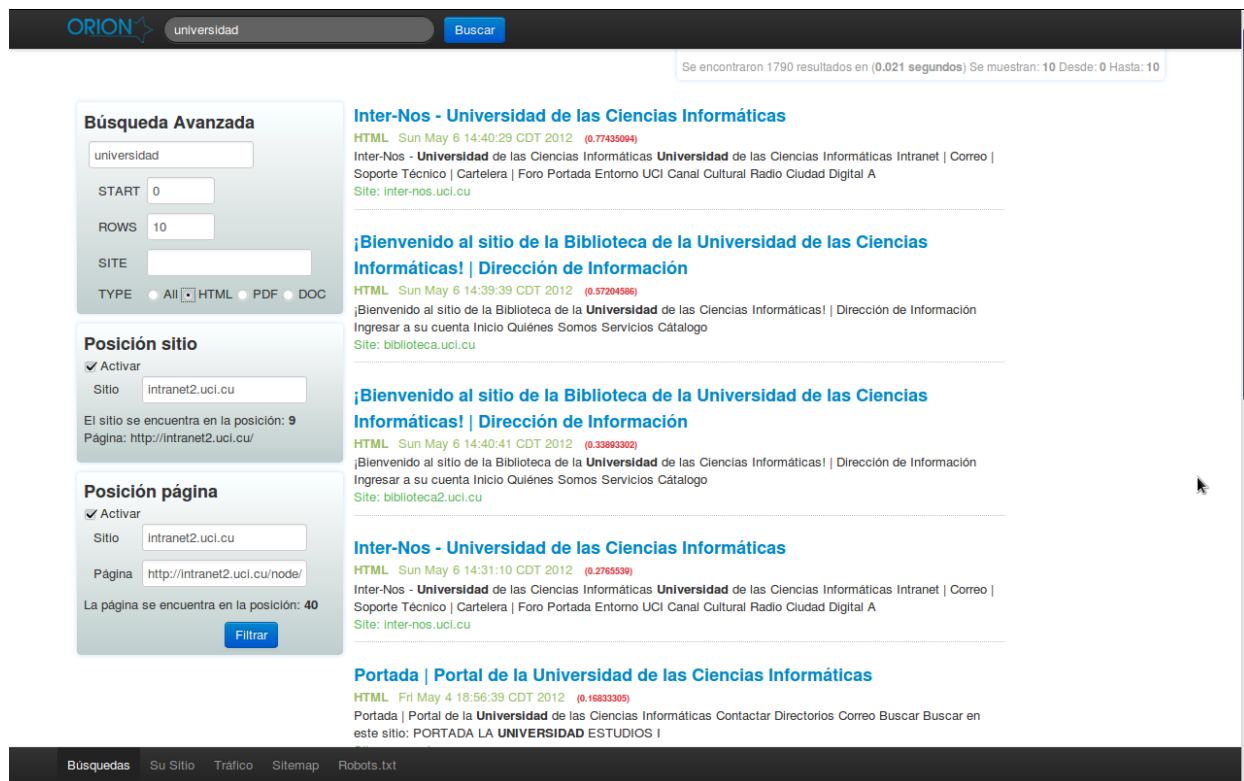 ORION universidad Buscar
Se encontraron 1790 resultados en (0.021 segundos) Se muestran: 10 Desde: 0 Hasta: 10
Búsqueda Avanzada
universidad
START 0
ROWS 10
SITE
TYPE All HTML PDF DOC
Posición sitio
Activar
Sitio intranet2.uci.cu
El sitio se encuentra en la posición: 9
Página: http://intranet2.uci.cu/
Posición página
Activar
Sitio intranet2.uci.cu
Página http://intranet2.uci.cu/node/
La página se encuentra en la posición: 40
Filtrar
Inter-Nos - Universidad de las Ciencias Informáticas
HTML Sun May 6 14:40:29 CDT 2012 (0.77435094)
Inter-Nos - Universidad de las Ciencias Informáticas Universidad de las Ciencias Informáticas Intranet | Correo |
Soporte Técnico | Cartelera | Foro Portada Entorno UCI Canal Cultural Radio Ciudad Digital A
Site: inter-nos.uci.cu
¡Bienvenido al sitio de la Biblioteca de la Universidad de las Ciencias
Informáticas! | Dirección de Información
HTML Sun May 6 14:39:39 CDT 2012 (0.57204586)
¡Bienvenido al sitio de la Biblioteca de la Universidad de las Ciencias Informáticas! | Dirección de Información
Ingresar a su cuenta Inicio Quiénes Somos Servicios Cátalogo
Site: biblioteca.uci.cu
¡Bienvenido al sitio de la Biblioteca de la Universidad de las Ciencias
Informáticas! | Dirección de Información
HTML Sun May 6 14:40:41 CDT 2012 (0.33893302)
¡Bienvenido al sitio de la Biblioteca de la Universidad de las Ciencias Informáticas! | Dirección de Información
Ingresar a su cuenta Inicio Quiénes Somos Servicios Cátalogo
Site: biblioteca2.uci.cu
Inter-Nos - Universidad de las Ciencias Informáticas
HTML Sun May 6 14:31:10 CDT 2012 (0.2765539)
Inter-Nos - Universidad de las Ciencias Informáticas Universidad de las Ciencias Informáticas Intranet | Correo |
Soporte Técnico | Cartelera | Foro Portada Entorno UCI Canal Cultural Radio Ciudad Digital A
Site: inter-nos.uci.cu
Portada | Portal de la Universidad de las Ciencias Informáticas
HTML Fri May 4 18:56:39 CDT 2012 (0.16833305)
Portada | Portal de la Universidad de las Ciencias Informáticas Contactar Directorios Correo Buscar Buscar en
este sitio: PORTADA LA UNIVERSIDAD ESTUDIOS I
Búsquedas Su Sitio Tráfico Sitemap Robots.txt